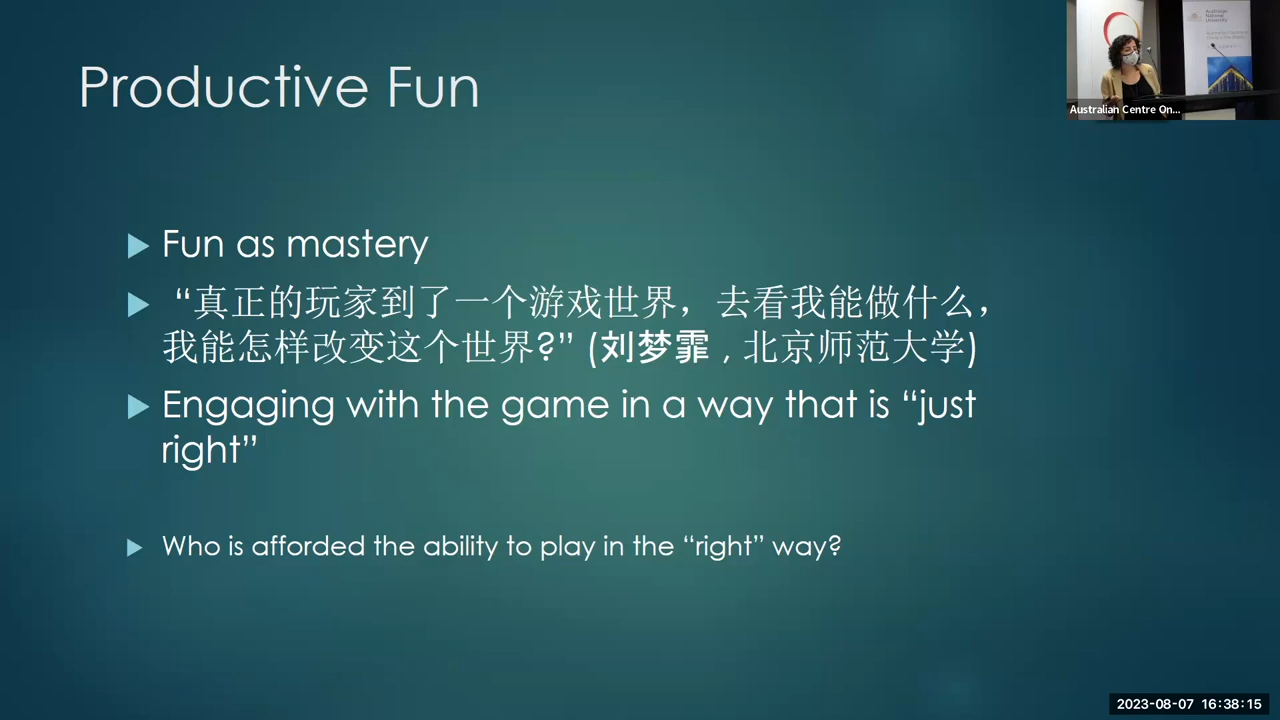 Productive Fun
Fun as mastery
“真正的玩家到了一个游戏世界，去看我能做什么，
我能怎样改变这个世界?” (刘梦霏 , 北京师范大学)
Engaging with the game in a way that is “just
right”
Who is afforded the ability to play in the “right” way?
Australian
National
University
Australian Centre On...
2023-08-07 16:38:15